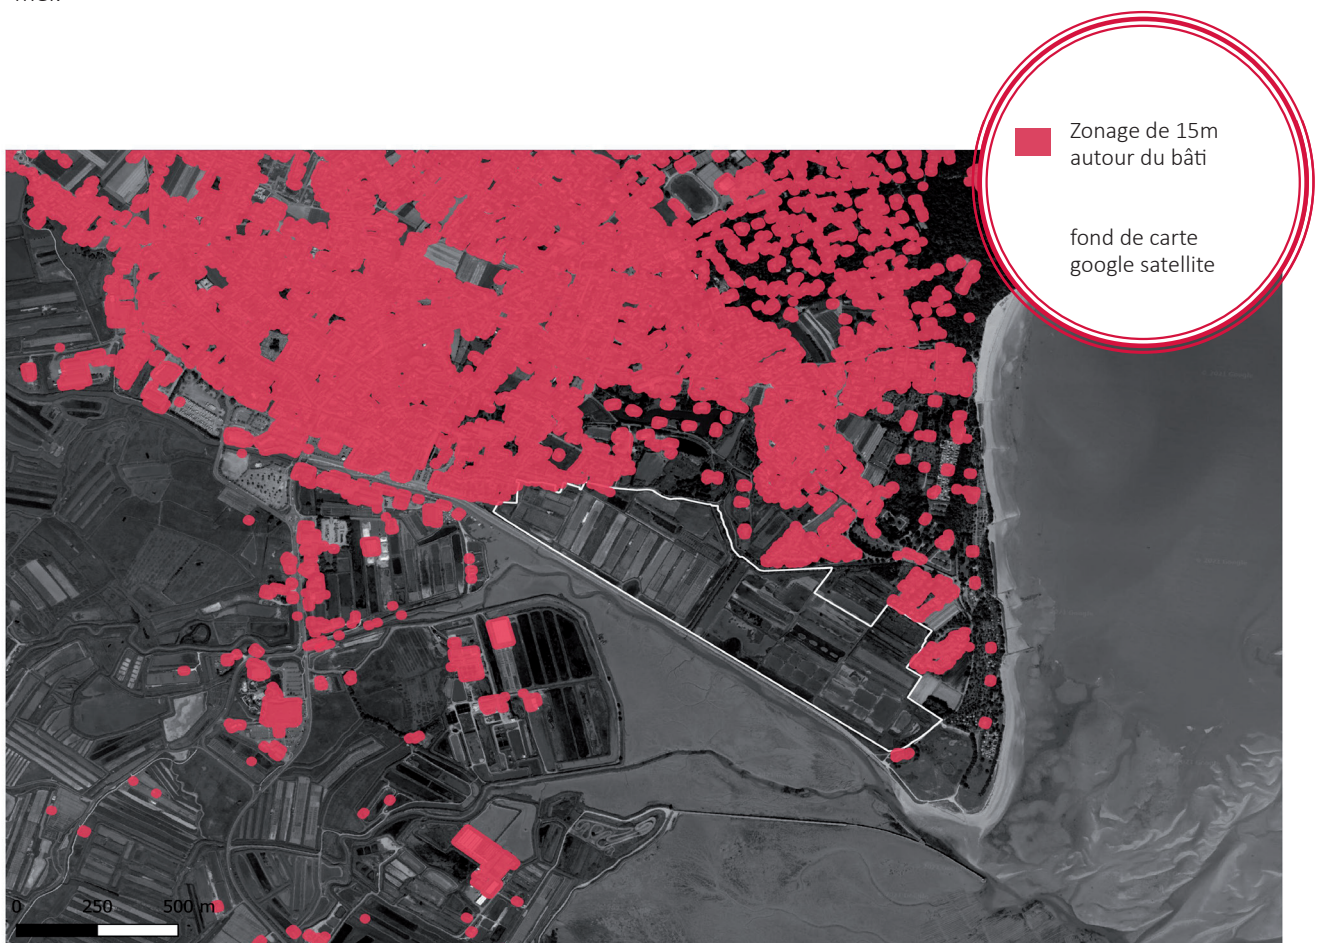 Zonage de 15m
autour du bâti
fond de carte
google satellite
0 250 500 m